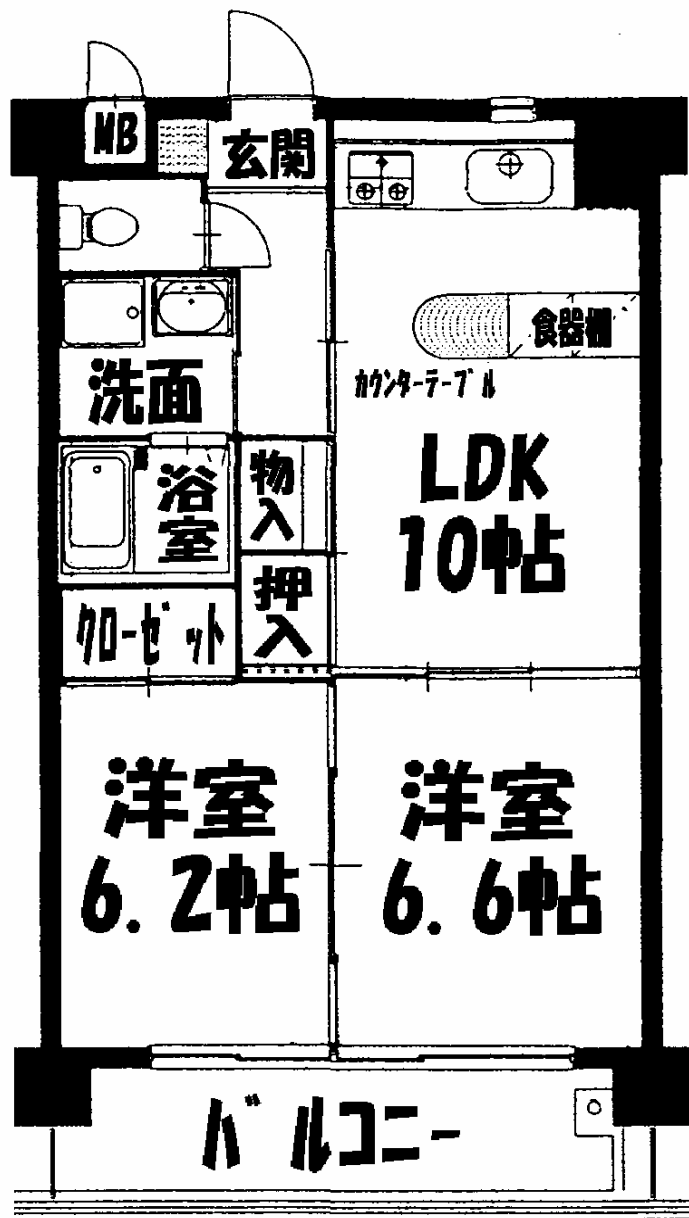 MB
玄関
食器棚
カウンターテーブル
洗面
LDK
10帖
浴室
物入
押入
クローゼット
洋室
6.2帖
洋室
6.6帖
バルコニー